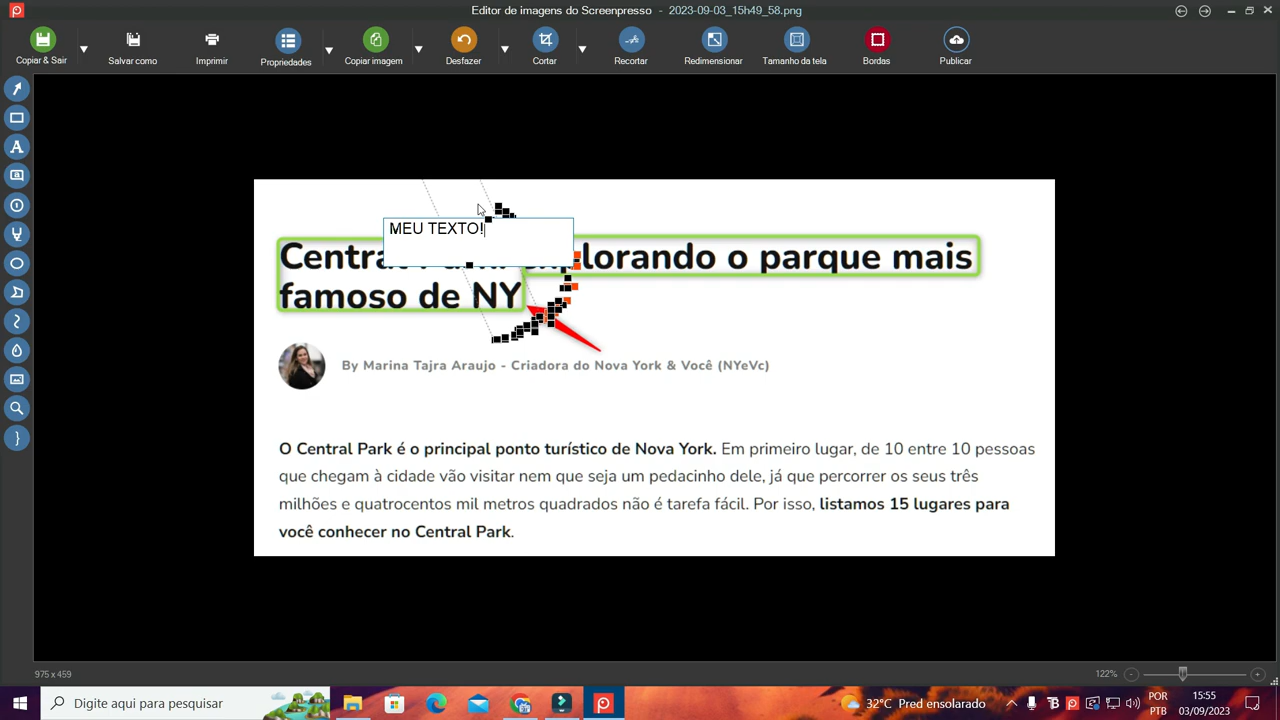 Editor de imagens do Screenpresso - 2023-09-03_15h49_58.png
Copiar & Sair
Salvar como
Imprimir
Propriedades
Copiar imagem
Desfazer
Cortar
Recortar
Redimensionar
Tamanho da tela
Bordas
Publicar
MEU TEXTO!
Centra lorando o parque mais
famoso de NY
By Marina Tajra Araujo - Criadora do Nova York & Você (NYeVc)
O Central Park é o principal ponto turístico de Nova York. Em primeiro lugar, de 10 entre 10 pessoas
que chegam à cidade vão visitar nem que seja um pedacinho dele, já que percorrer os seus três
milhões e quatrocentos mil metros quadrados não é tarefa fácil. Por isso, listamos 15 lugares para
você conhecer no Central Park.
975 x 459
122%
Digite aqui para pesquisar
32°C Pred ensolarado
POR
PTB
15:55
03/09/2023